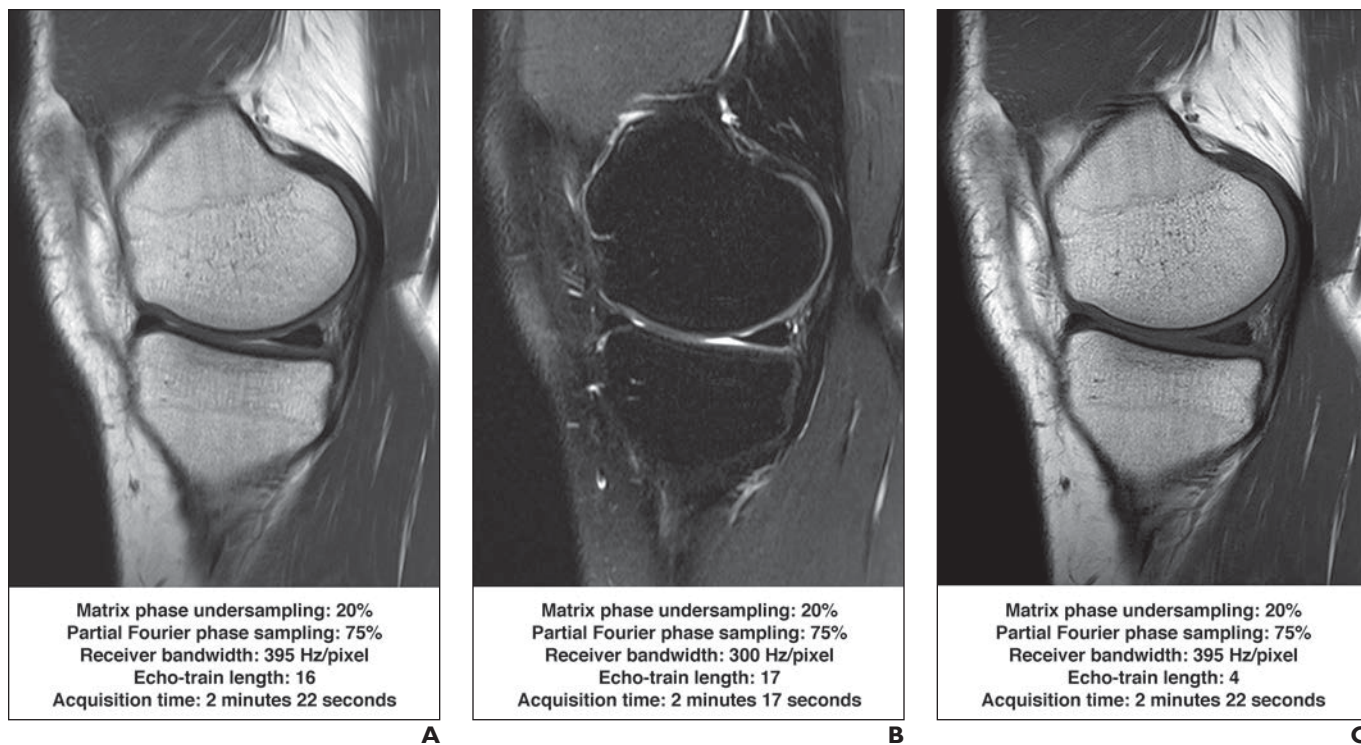 Matrix phase undersampling: 20%
Partial Fourier phase sampling: 75%
Receiver bandwidth: 395 Hz/pixel
Echo-train length: 16
Acquisition time: 2 minutes 22 seconds
A
Matrix phase undersampling: 20%
Partial Fourier phase sampling: 75%
Receiver bandwidth: 300 Hz/pixel
Echo-train length: 17
Acquisition time: 2 minutes 17 seconds
B
Matrix phase undersampling: 20%
Partial Fourier phase sampling: 75%
Receiver bandwidth: 395 Hz/pixel
Echo-train length: 4
Acquisition time: 2 minutes 22 seconds
C